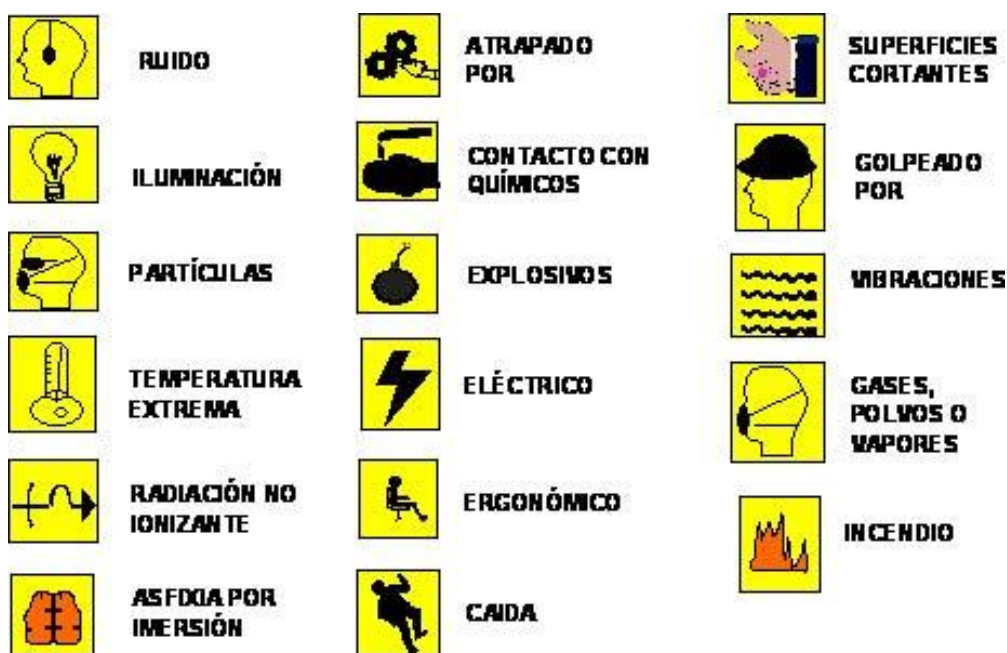 RUIDO
ILUMINACIÓN
PARTÍCULAS
TEMPERATURA
EXTREMA
RADIACIÓN NO
IONIZANTE
ASFIXIA POR
IMERSIÓN
ATRAPADO
POR
CONTACTO CON
QUÍMICOS
EXPLOSIVOS
ELÉCTRICO
ERGONÓMICO
CAIDA
SUPERFICIES
CORTANTES
GOLPEADO
POR
VIBRACIONES
GASES,
POLVOS O
VAPORES
INCENDIO